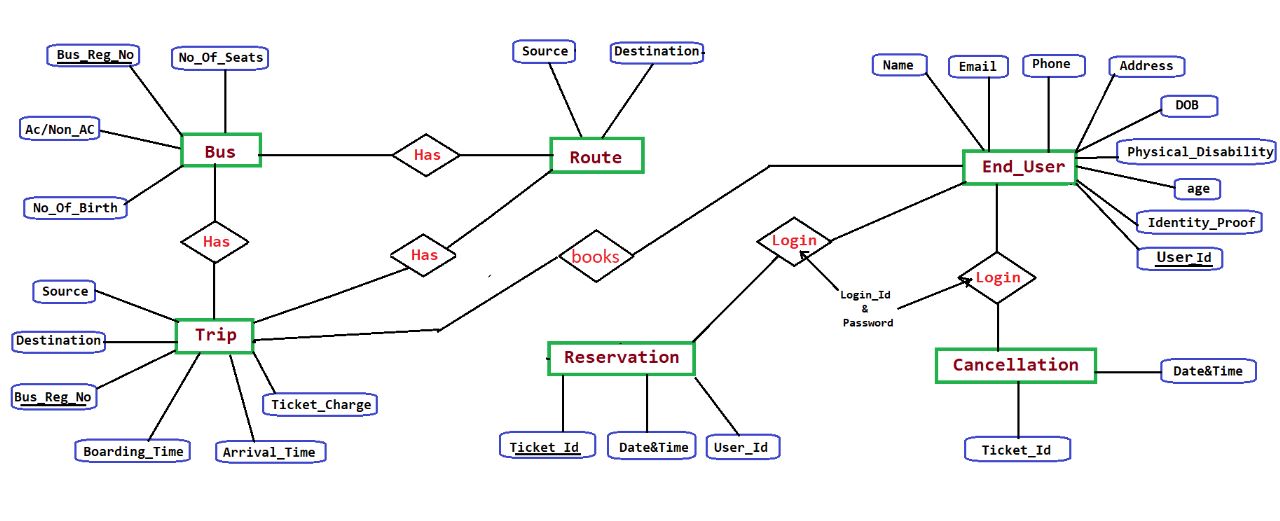 Bus_Reg_No
No_Of_Seats
Ac/Non_AC
Bus
No_Of_Birth
Has
Source
Destination
Route
Has
Has
books
Name
Email
Phone
Address
DOB
Physical_Disability
age
Identity_Proof
User_Id
End_User
Login
Login
Login_Id
&
Password
Source
Destination
Bus_Reg_No
Trip
Ticket_Charge
Boarding_Time
Arrival_Time
Reservation
Ticket_Id
Date&Time
User_Id
Cancellation
Date&Time
Ticket_Id